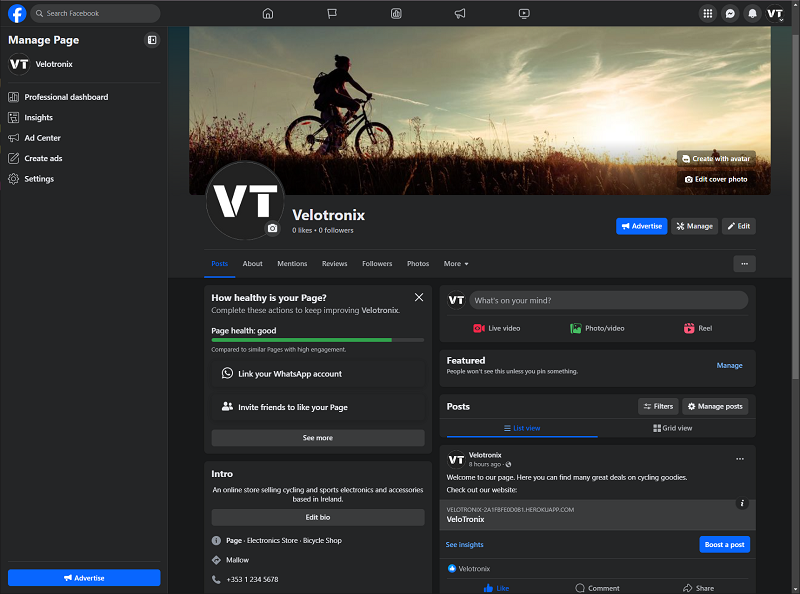 Search Facebook
VT
Manage Page
VT Velotronix
Professional dashboard
Insights
Ad Center
Create ads
Settings
Advertise
Create with avatar
Edit cover photo
VT
Velotronix
0 likes • 0 followers
Advertise
Manage
Edit
Posts
About
Mentions
Reviews
Followers
Photos
More
How healthy is your Page?
Complete these actions to keep improving Velotronix.
Page health: good
Compared to similar Pages with high engagement.
Link your WhatsApp account
Invite friends to like your Page
See more
Intro
An online store selling cycling and sports electronics and accessories
based in Ireland.
Edit bio
Page · Electronics Store · Bicycle Shop
Mallow
+353 1 234 5678
VT What's on your mind?
Live video
Photo/video
Reel
Featured
People won't see this unless you pin something.
Manage
Posts
Filters
Manage posts
List view
Grid view
VT Velotronix
8 hours ago ·
Welcome to our page. Here you can find many great deals on cycling goodies.
Check out our website:
VELOTRONIX-2A1FBFE0D0B1.HEROKUAPP.COM
VeloTronix
See insights
Boost a post
Velotronix
Like
Comment
Share